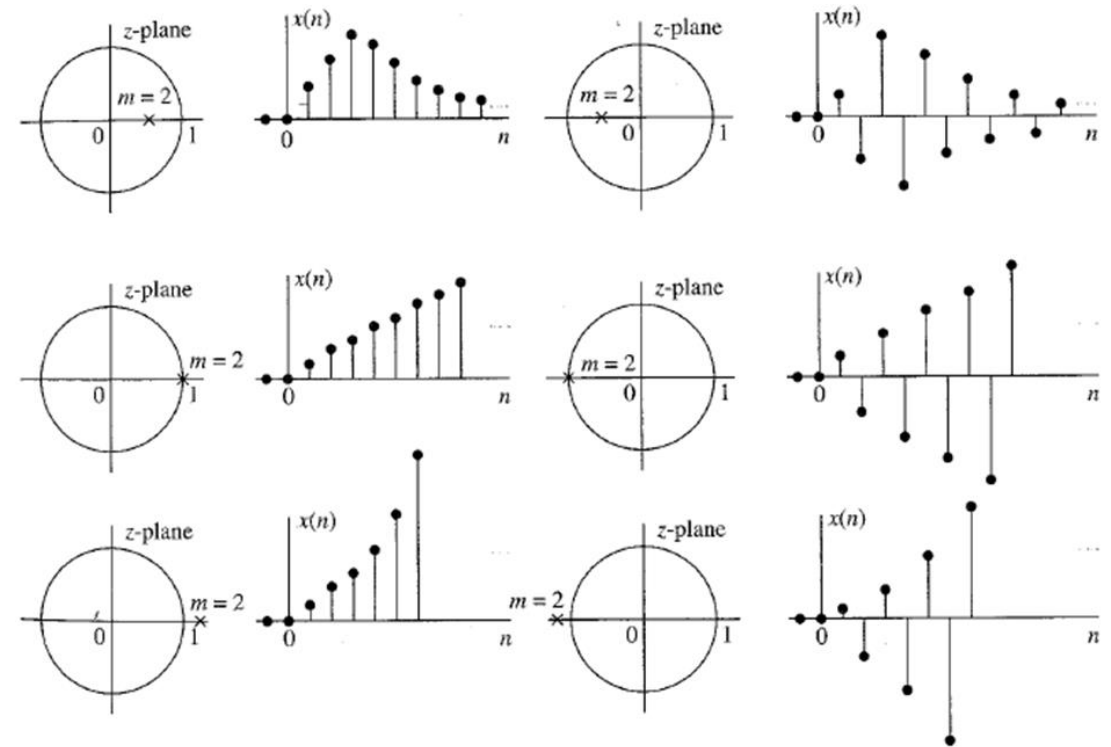 z-plane
x(n)
m = 2
0
1
0
n
z-plane
x(n)
m = 2
0
1
0
n
z-plane
x(n)
m = 2
0
1
0
n
z-plane
x(n)
m = 2
0
1
0
n
z-plane
x(n)
m = 2
0
1
0
n
z-plane
x(n)
m = 2
0
1
0
n